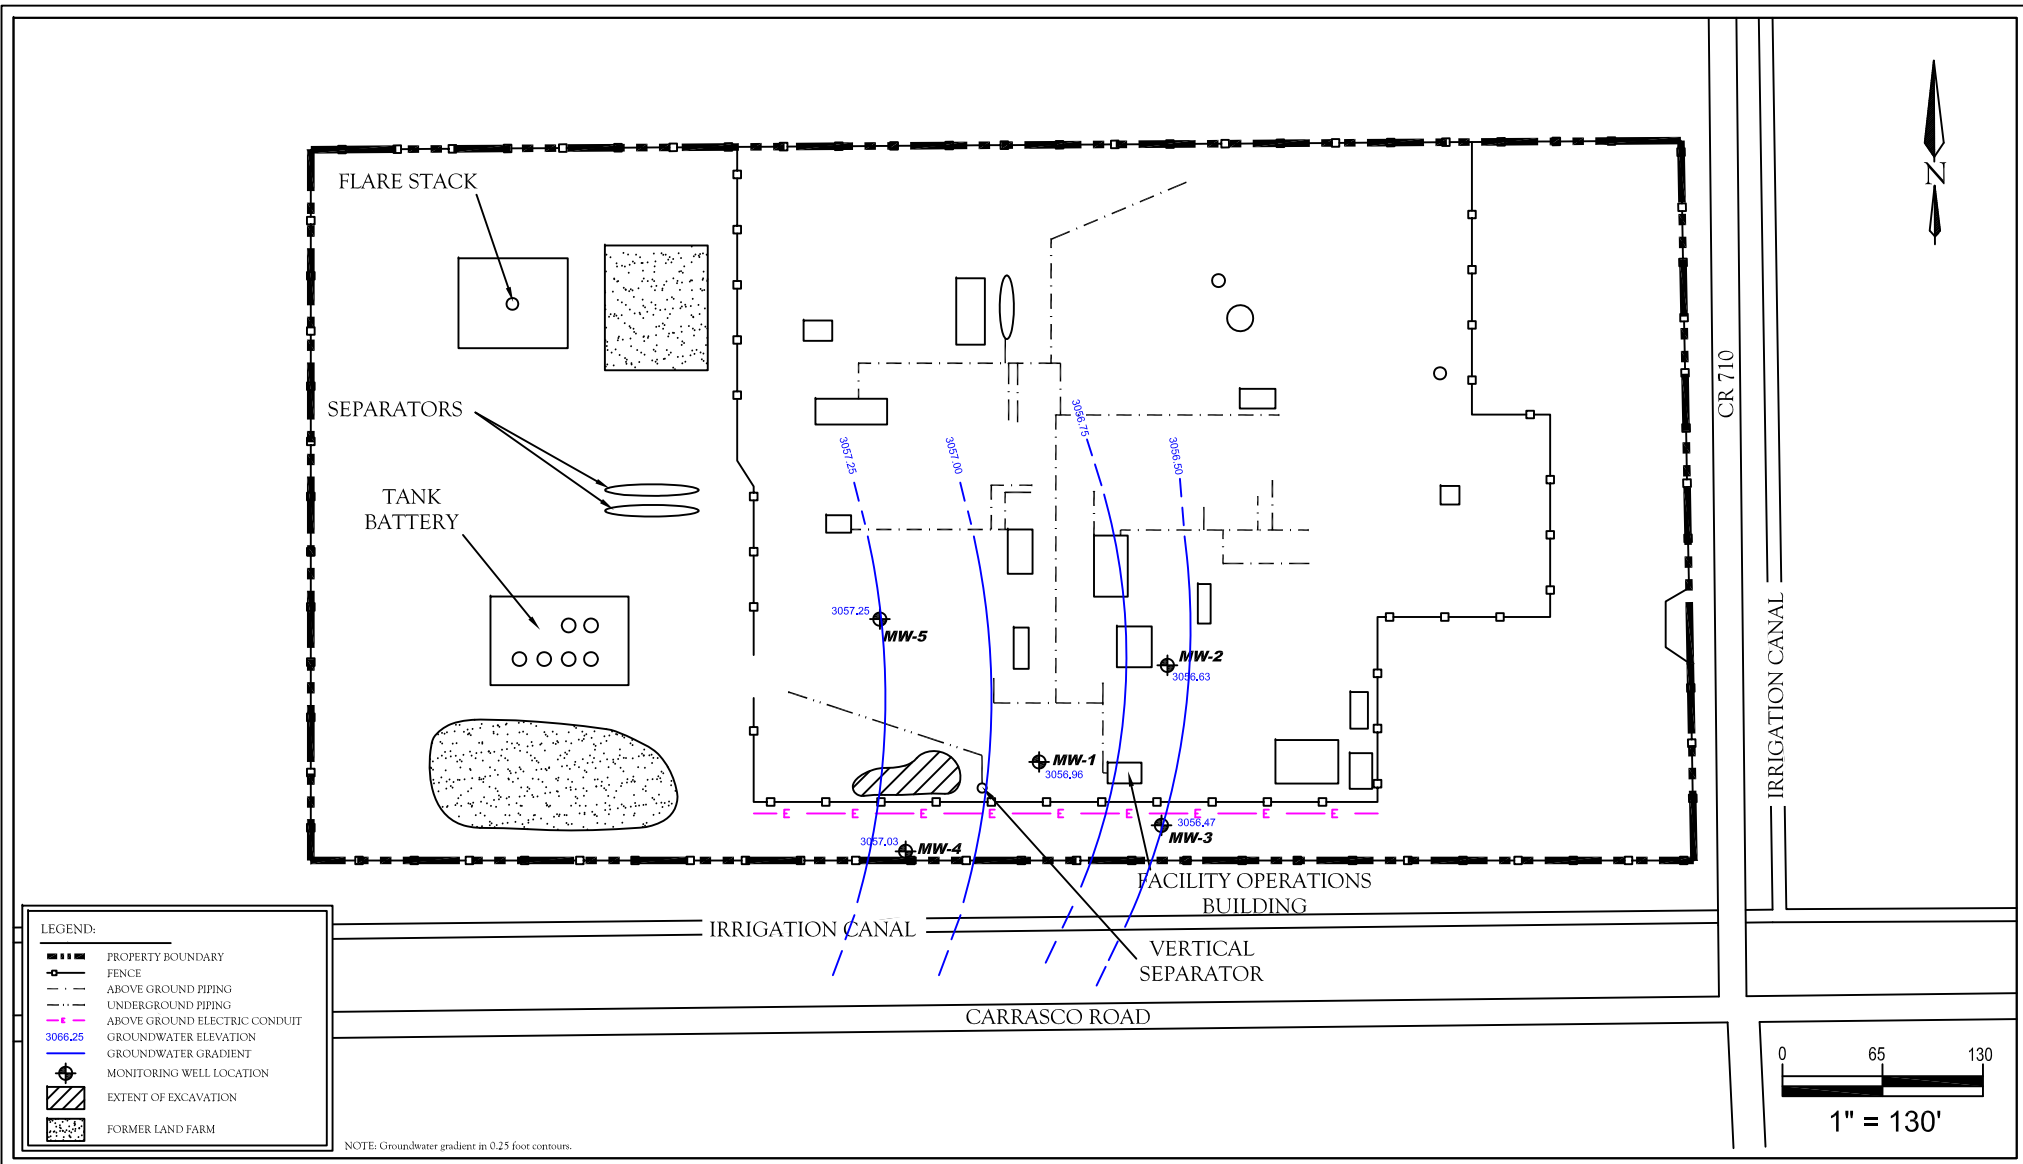 FLARE STACK
N
SEPARATORS
TANK
BATTERY
CR 710
IRRIGATION CANAL
3057.25
3057.00
3056.75
3056.50
3057.25
MW-5
MW-2
3056.63
MW-1
3056.96
E E E E E E E E E
3056.47
MW-3
3057.03
MW-4
FACILITY OPERATIONS
BUILDING
IRRIGATION CANAL
VERTICAL
SEPARATOR
CARRASCO ROAD
LEGEND:
PROPERTY BOUNDARY
FENCE
ABOVE GROUND PIPING
UNDERGROUND PIPING
E ABOVE GROUND ELECTRIC CONDUIT
3066.25 GROUNDWATER ELEVATION
GROUNDWATER GRADIENT
MONITORING WELL LOCATION
EXTENT OF EXCAVATION
FORMER LAND FARM
NOTE: Groundwater gradient in 0.25 foot contours.
0 65 130
1" = 130'